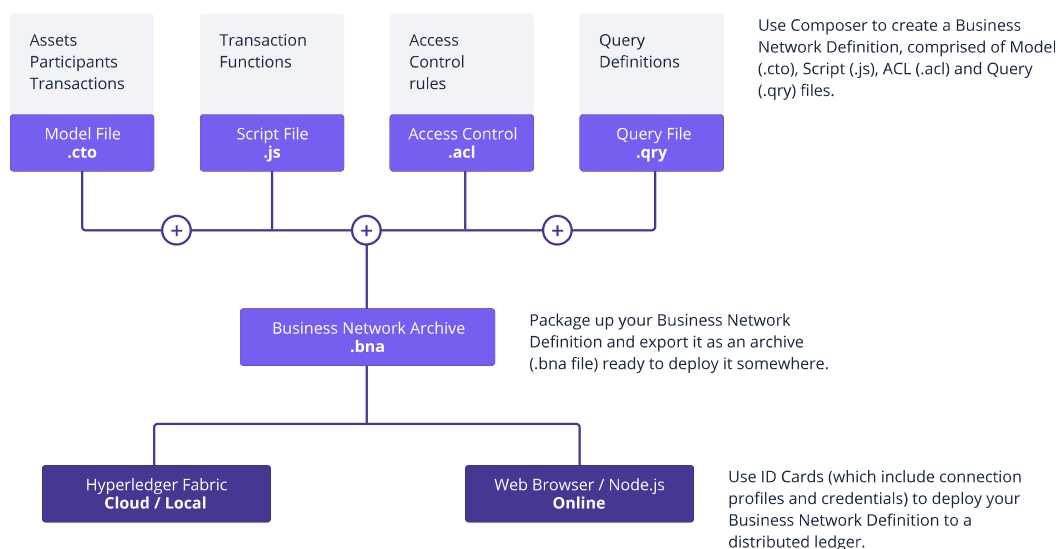 Assets
Participants
Transactions
Model File
.cto
Transaction
Functions
Script File
.js
Access
Control
rules
Access Control
.acl
Query
Definitions
Query File
.qry
Use Composer to create a Business
Network Definition, comprised of Model
(.cto), Script (.js), ACL (.acl) and Query
(.qry) files.
+
+
+
Business Network Archive
.bna
Package up your Business Network
Definition and export it as an archive
(.bna file) ready to deploy it somewhere.
Hyperledger Fabric
Cloud / Local
Web Browser / Node.js
Online
Use ID Cards (which include connection
profiles and credentials) to deploy your
Business Network Definition to a
distributed ledger.